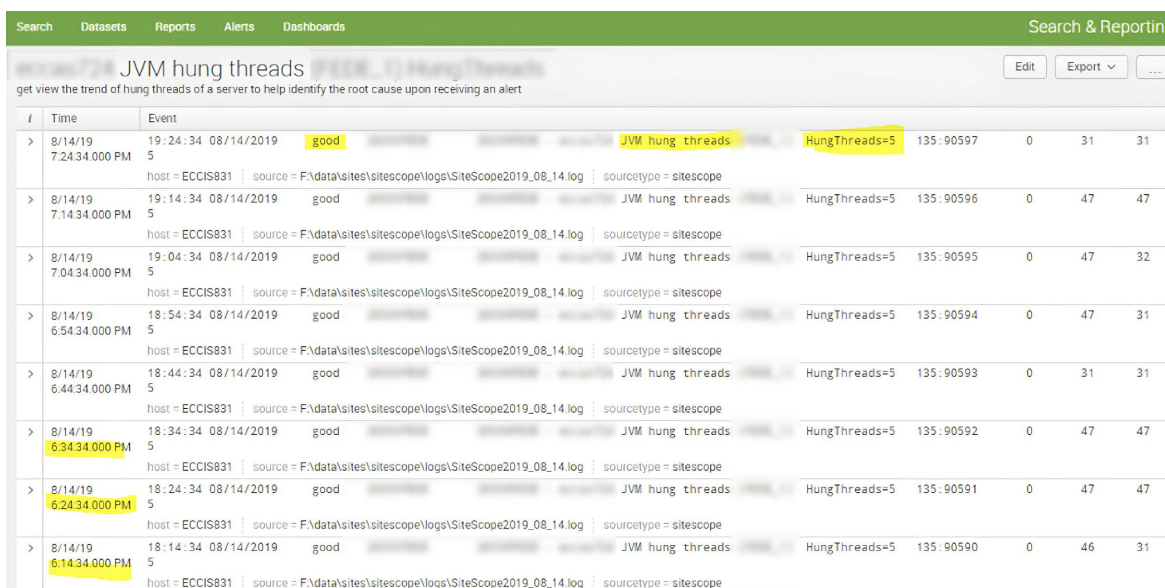 Search Datasets Reports Alerts Dashboards Search & Reportin
JVM hung threads
Edit Export ...
get view the trend of hung threads of a server to help identify the root cause upon receiving an alert
i Time Event
> 8/14/19 19:24:34 08/14/2019 good JVM hung threads HungThreads=5 135:90597 0 31 31
7:24:34.000 PM 5
host = ECCIS831 source = F:\data\sites\sitescope\logs\SiteScope2019_08_14.log sourcetype = sitescope
> 8/14/19 19:14:34 08/14/2019 good JVM hung threads HungThreads=5 135:90596 0 47 47
7:14:34.000 PM 5
host = ECCIS831 source = F:\data\sites\sitescope\logs\SiteScope2019_08_14.log sourcetype = sitescope
> 8/14/19 19:04:34 08/14/2019 good JVM hung threads HungThreads=5 135:90595 0 47 32
7:04:34.000 PM 5
host = ECCIS831 source = F:\data\sites\sitescope\logs\SiteScope2019_08_14.log sourcetype = sitescope
> 8/14/19 18:54:34 08/14/2019 good JVM hung threads HungThreads=5 135:90594 0 47 31
6:54:34.000 PM 5
host = ECCIS831 source = F:\data\sites\sitescope\logs\SiteScope2019_08_14.log sourcetype = sitescope
> 8/14/19 18:44:34 08/14/2019 good JVM hung threads HungThreads=5 135:90593 0 31 31
6:44:34.000 PM 5
host = ECCIS831 source = F:\data\sites\sitescope\logs\SiteScope2019_08_14.log sourcetype = sitescope
> 8/14/19 18:34:34 08/14/2019 good JVM hung threads HungThreads=5 135:90592 0 47 47
6:34:34.000 PM 5
host = ECCIS831 source = F:\data\sites\sitescope\logs\SiteScope2019_08_14.log sourcetype = sitescope
> 8/14/19 18:24:34 08/14/2019 good JVM hung threads HungThreads=5 135:90591 0 47 47
6:24:34.000 PM 5
host = ECCIS831 source = F:\data\sites\sitescope\logs\SiteScope2019_08_14.log sourcetype = sitescope
> 8/14/19 18:14:34 08/14/2019 good JVM hung threads HungThreads=5 135:90590 0 46 31
6:14:34.000 PM 5
host = ECCIS831 source = F:\data\sites\sitescope\logs\SiteScope2019_08_14.log sourcetype = sitescope